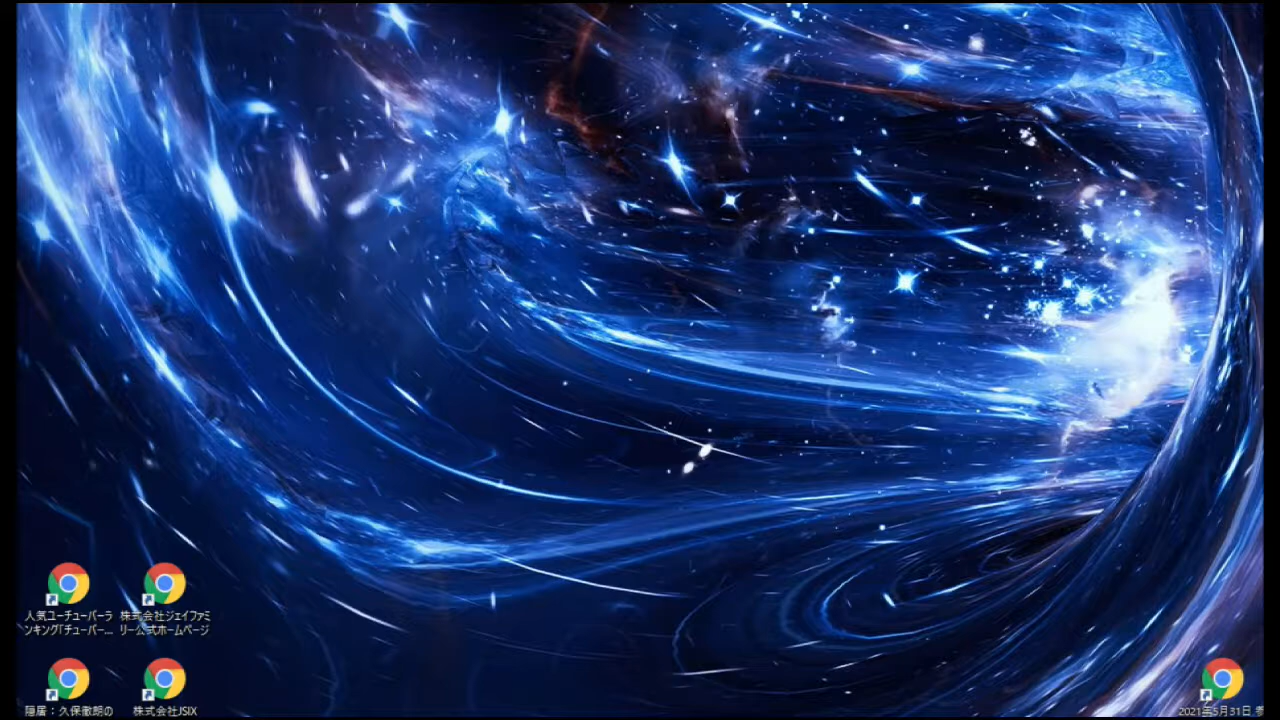 人気ユーチューバーラ
ンキング「チューバー...
株式会社ジェイファミ
リー公式ホームページ
隠居：久保徹朗の
株式会社JSIX
2021年5月31日